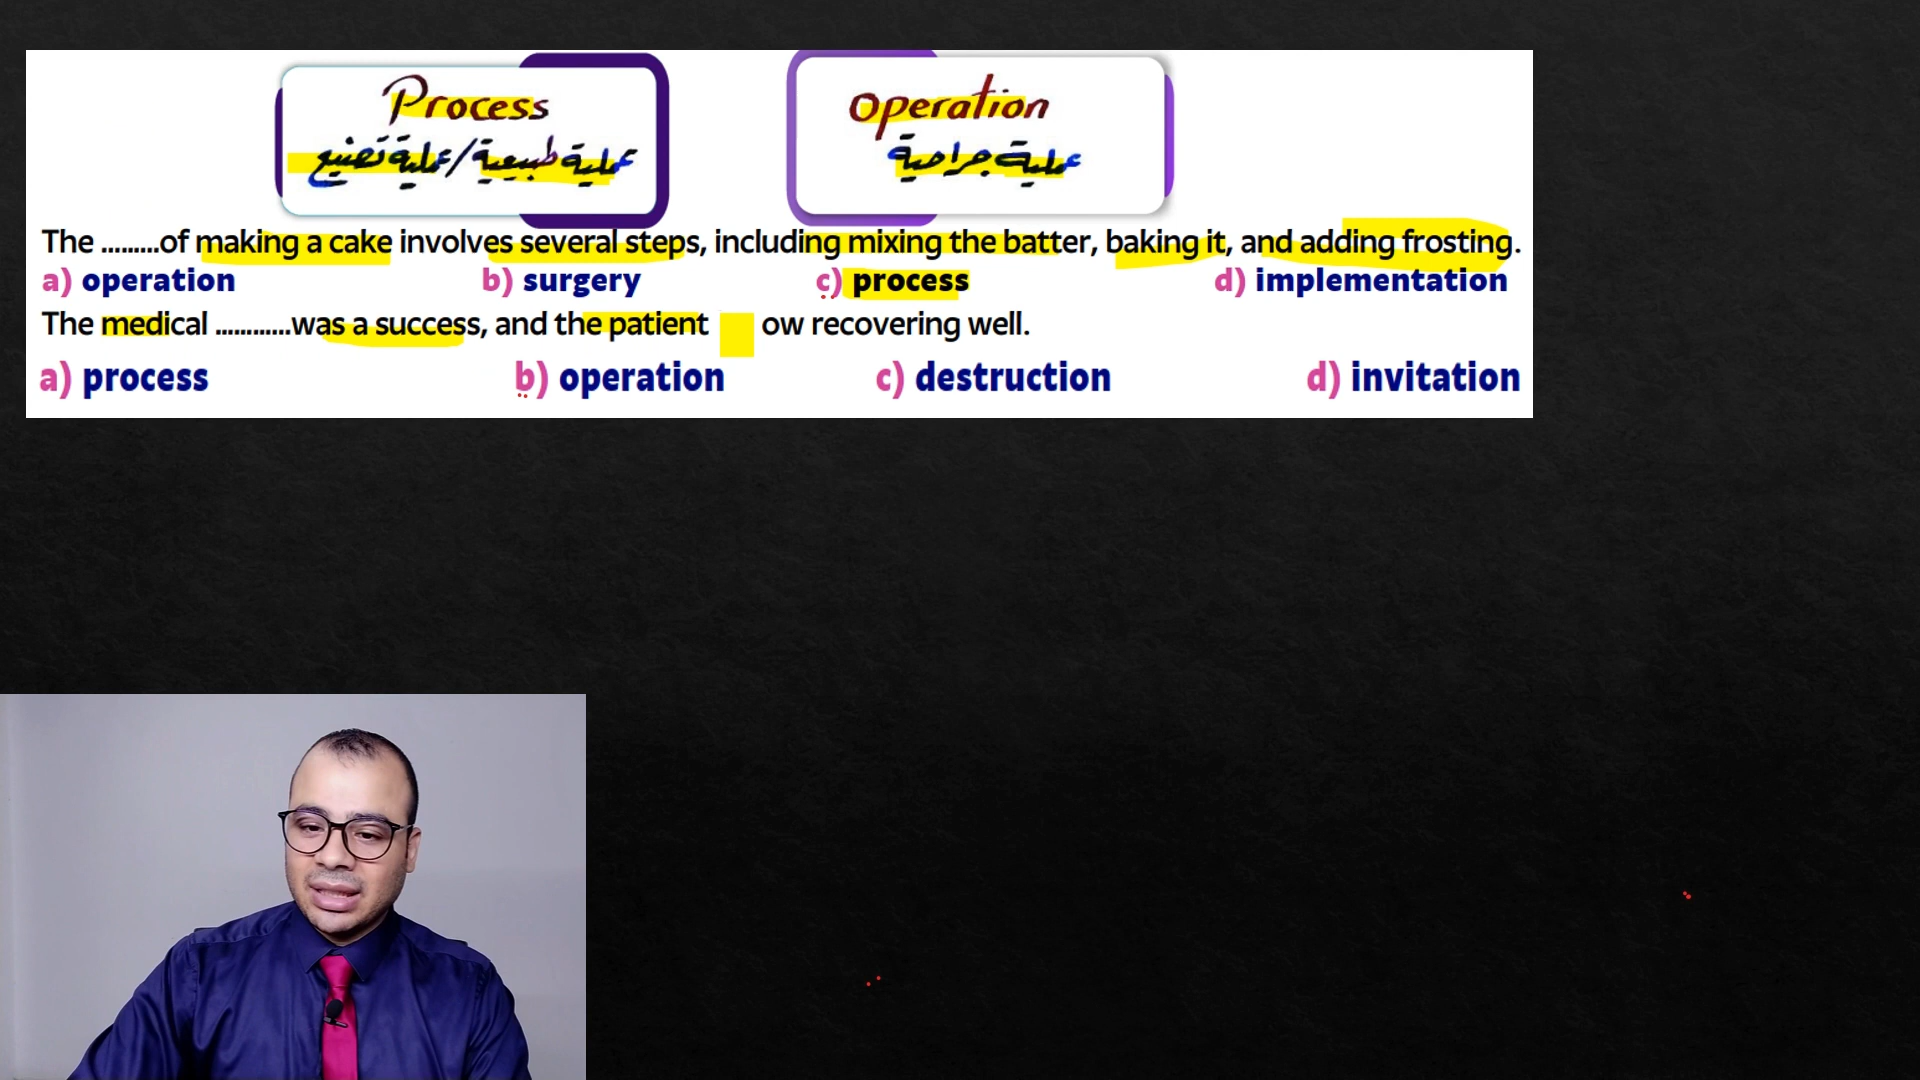 Process
عملية طبيعية/عملية تصنيع
Operation
عملية جراحية
The .........of making a cake involves several steps, including mixing the batter, baking it, and adding frosting.
a) operation b) surgery c) process d) implementation
The medical ............was a success, and the patient ow recovering well.
a) process b) operation c) destruction d) invitation